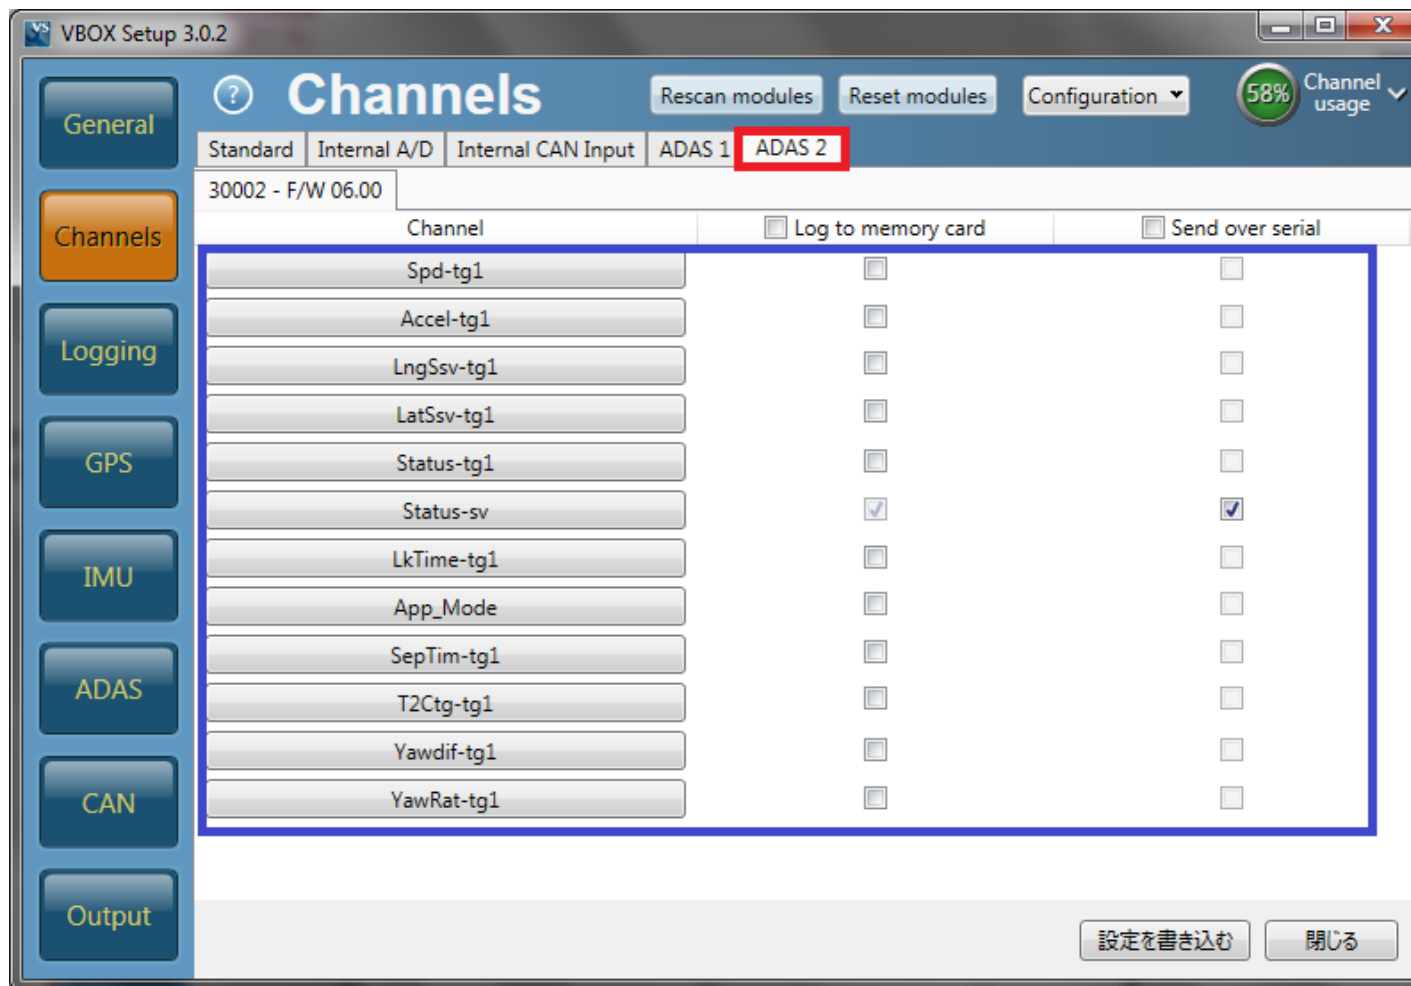 VBOX Setup 3.0.2
General
Channels
Logging
GPS
IMU
ADAS
CAN
Output
? Channels Rescan modules Reset modules Configuration 58% Channel usage
Standard Internal A/D Internal CAN Input ADAS 1 ADAS 2
30002 - F/W 06.00
Channel Log to memory card Send over serial
Spd-tg1
Accel-tg1
LngSsv-tg1
LatSsv-tg1
Status-tg1
Status-sv
LkTime-tg1
App_Mode
SepTim-tg1
T2Ctg-tg1
Yawdif-tg1
YawRat-tg1
設定を書き込む 閉じる